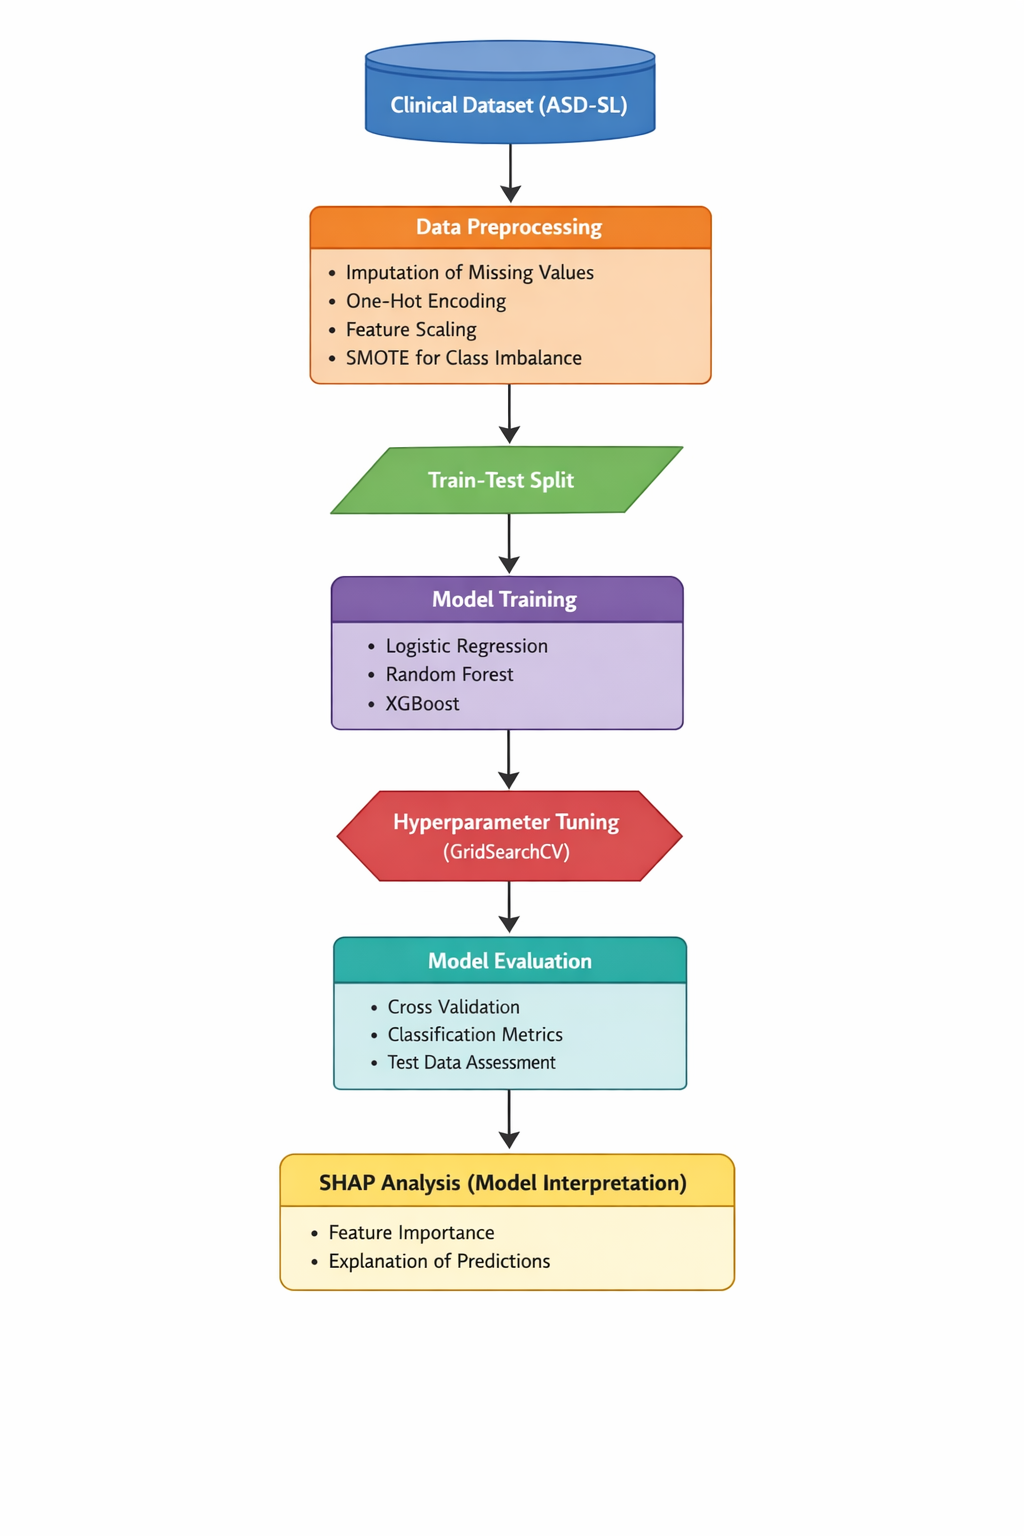 Clinical Dataset (ASD-SL)
Data Preprocessing
• Imputation of Missing Values
• One-Hot Encoding
• Feature Scaling
• SMOTE for Class Imbalance
Train-Test Split
Model Training
• Logistic Regression
• Random Forest
• XGBoost
Hyperparameter Tuning
(GridSearchCV)
Model Evaluation
• Cross Validation
• Classification Metrics
• Test Data Assessment
SHAP Analysis (Model Interpretation)
• Feature Importance
• Explanation of Predictions